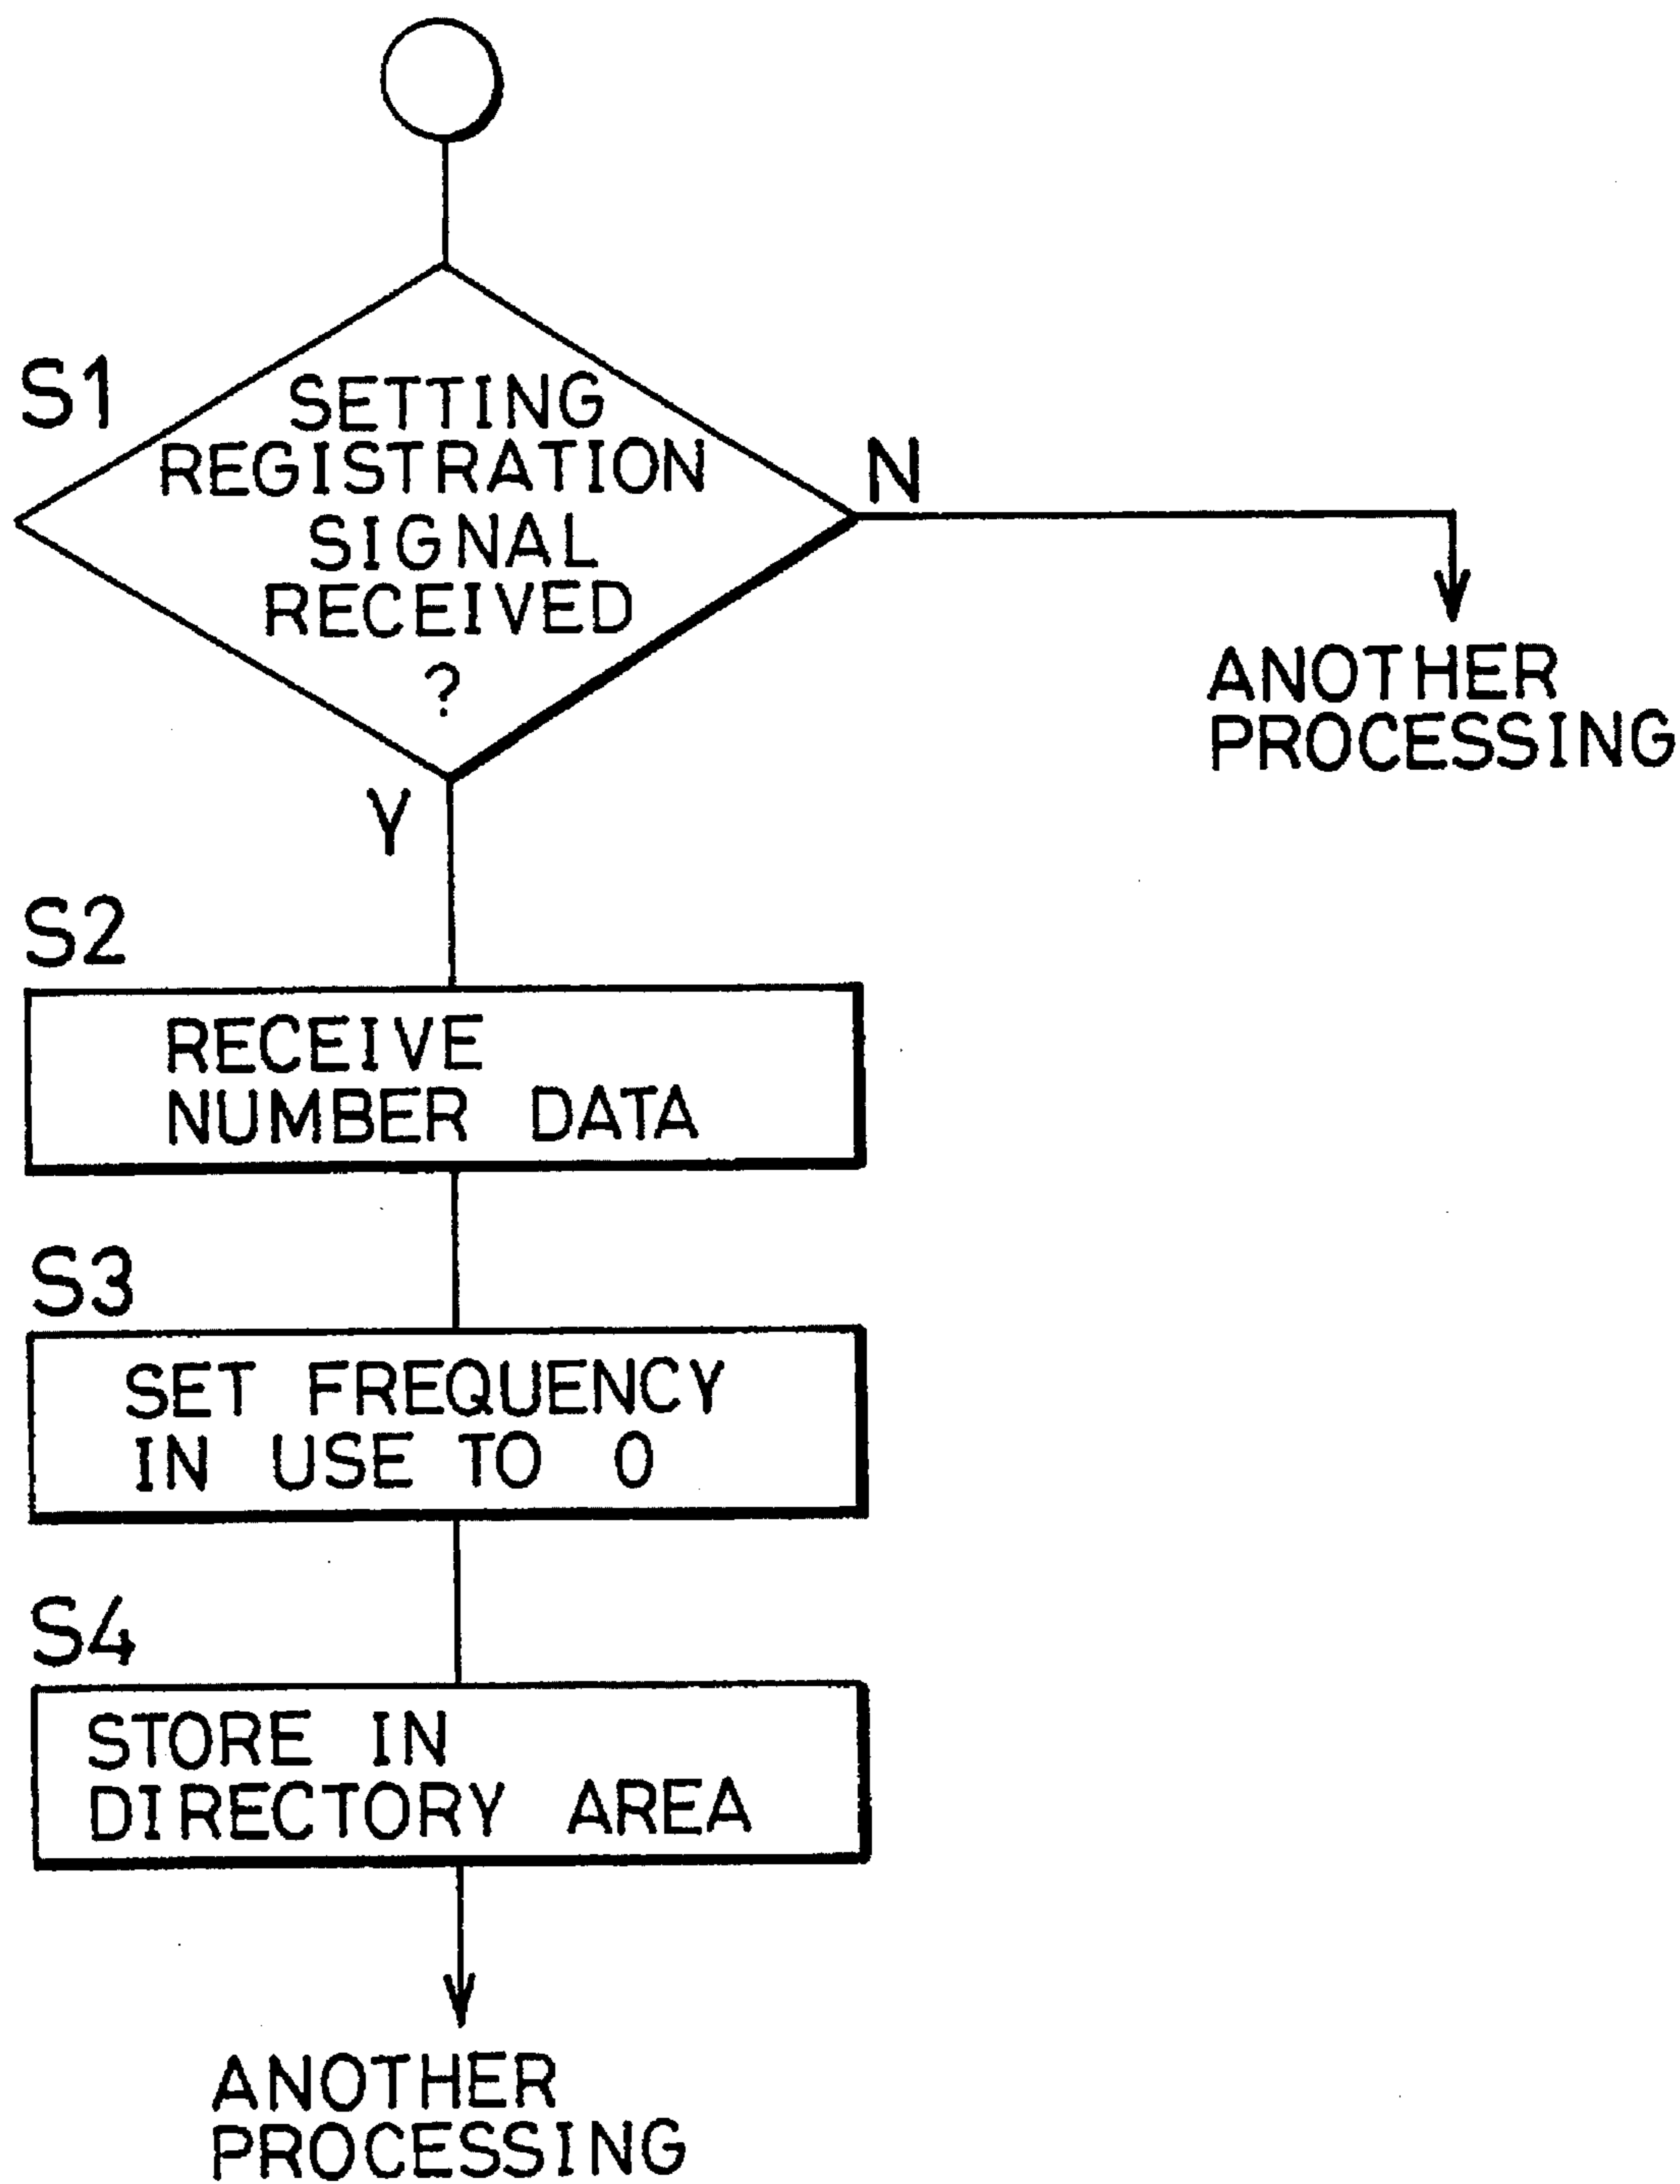 S1
SETTING
REGISTRATION
SIGNAL
RECEIVED
?
N
ANOTHER
PROCESSING
Y
S2
RECEIVE
NUMBER DATA
S3
SET FREQUENCY
IN USE TO 0
S4
STORE IN
DIRECTORY AREA
ANOTHER
PROCESSING